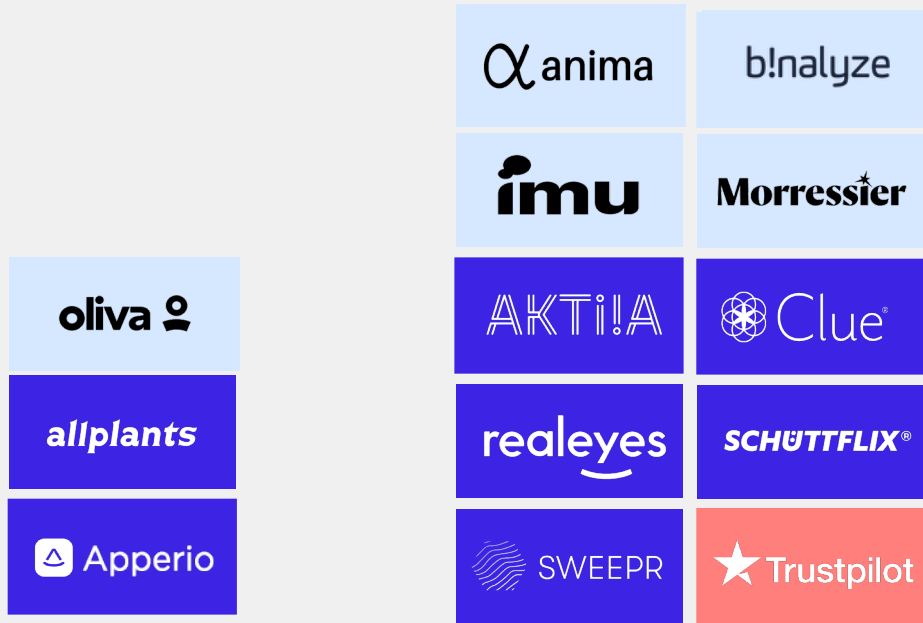 anima
b!nalyze
imu
Morressier
oliva
AKTi!A
Clue®
allplants
realeyes
SCHÜTTFLIX®
Apperio
SWEEPR
Trustpilot